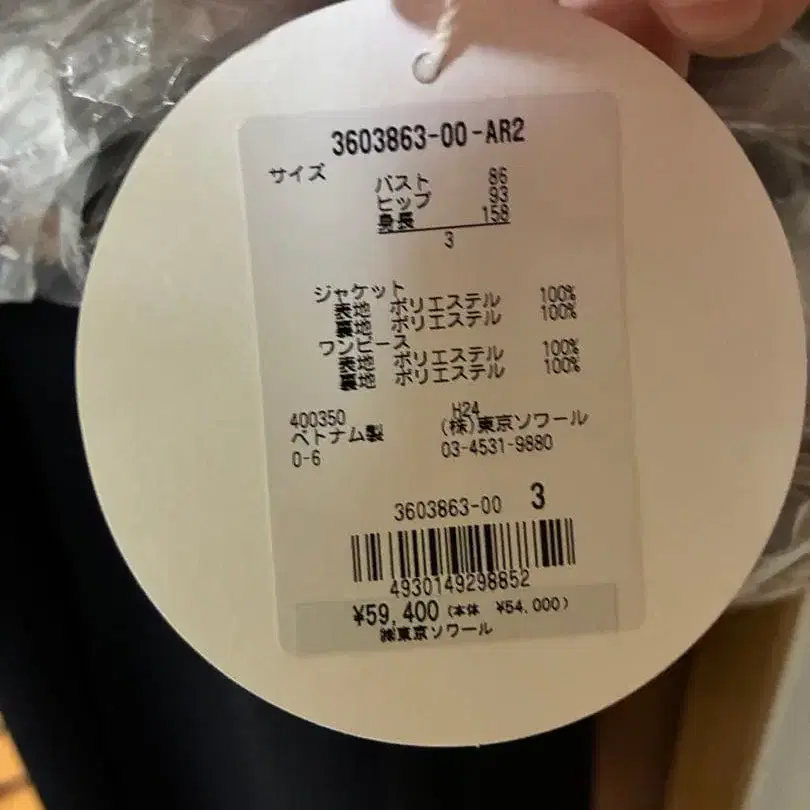 3603863-00-AR2
サイズ
バスト 86
ヒップ 93
身長 158
3
ジャケット
表地 ポリエステル 100%
裏地 ポリエステル 100%
ワンピース
表地 ポリエステル 100%
裏地 ポリエステル 100%
400350 H24
ベトナム製 (株)東京ソワール
0-6 03-4531-9880
3603863-00 3
4930149298852
¥59,400 (本体 ¥54,000)
㈱東京ソワール